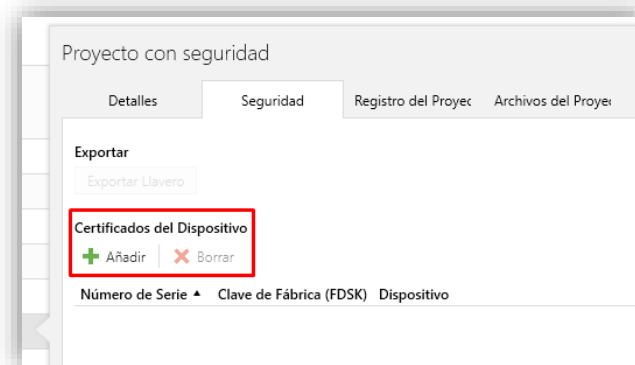 Proyecto con seguridad
Detalles Seguridad Registro del Proyec Archivos del Proye
Exportar
Exportar Llavero
Certificados del Dispositivo
Añadir Borrar
Número de Serie Clave de Fábrica (FDSK) Dispositivo